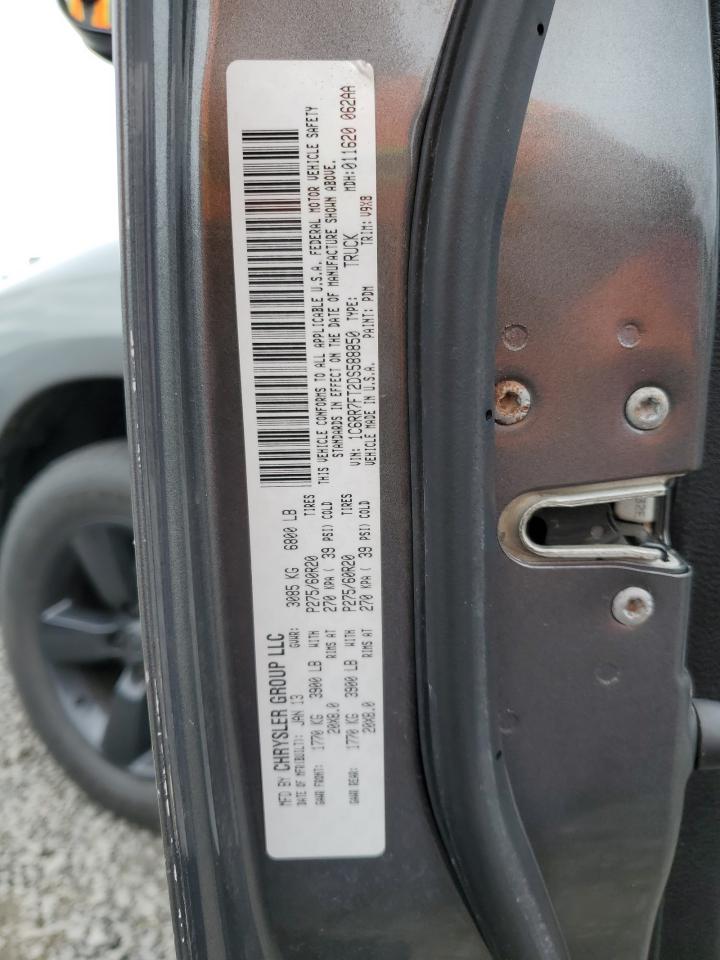 MFD BY CHRYSLER GROUP LLC
DATE OF MFR(BUILT): JAN 13 GVWR: 3085 KG 6800 LB
GAWR FRONT: 1770 KG 3900 LB WITH P275/60R20 TIRES
20X8.0 RIMS AT 270 KPA ( 39 PSI) COLD
GAWR REAR: 1770 KG 3900 LB WITH P275/60R20 TIRES
20X8.0 RIMS AT 270 KPA ( 39 PSI) COLD
THIS VEHICLE CONFORMS TO ALL APPLICABLE U.S.A. FEDERAL MOTOR VEHICLE SAFETY
STANDARDS IN EFFECT ON THE DATE OF MANUFACTURE SHOWN ABOVE.
VIN: 1C6RR7FT2DS588850 TYPE: TRUCK MDH:011620 062AA
VEHICLE MADE IN U.S.A. PAINT: PDM TRIM: V9X8